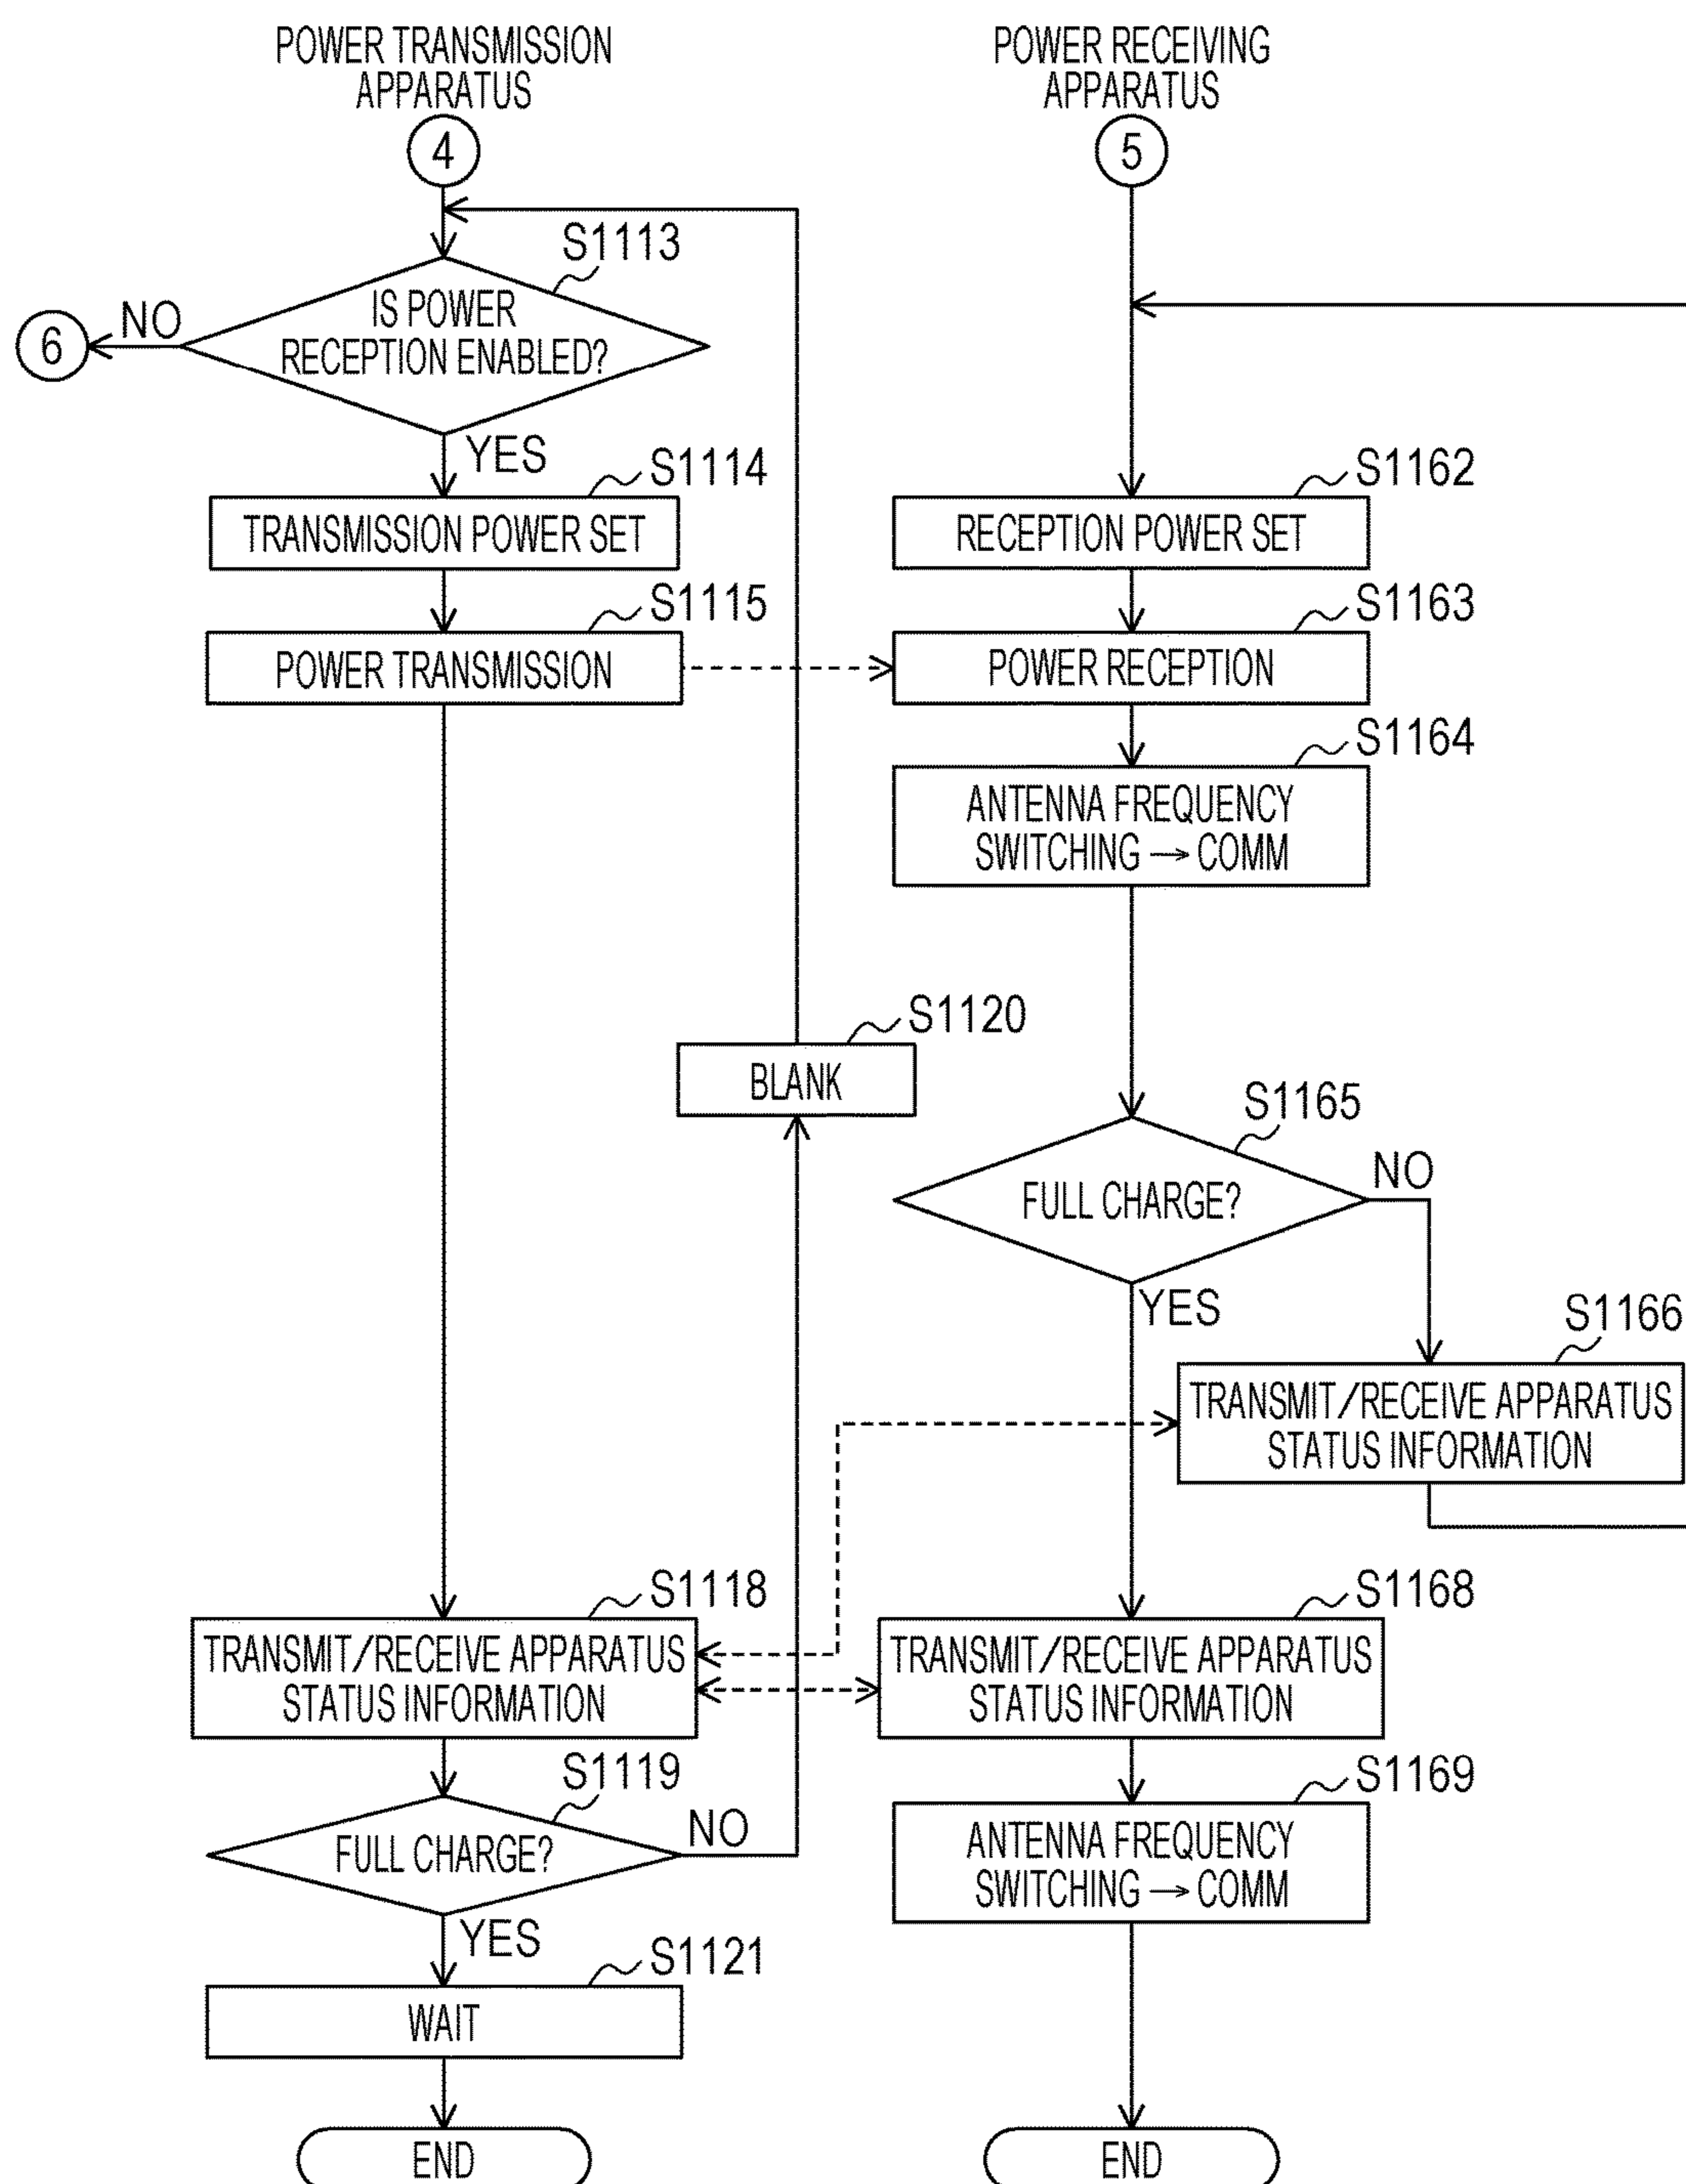 POWER TRANSMISSION
APPARATUS
4
S1113
IS POWER
RECEPTION ENABLED?
NO
6
YES
S1114
TRANSMISSION POWER SET
S1115
POWER TRANSMISSION
S1120
BLANK
S1118
TRANSMIT/RECEIVE APPARATUS
STATUS INFORMATION
S1119
FULL CHARGE?
NO
YES
S1121
WAIT
END
POWER RECEIVING
APPARATUS
5
S1162
RECEPTION POWER SET
S1163
POWER RECEPTION
S1164
ANTENNA FREQUENCY
SWITCHING → COMM
S1165
FULL CHARGE?
NO
YES
S1166
TRANSMIT/RECEIVE APPARATUS
STATUS INFORMATION
S1168
TRANSMIT/RECEIVE APPARATUS
STATUS INFORMATION
S1169
ANTENNA FREQUENCY
SWITCHING → COMM
END